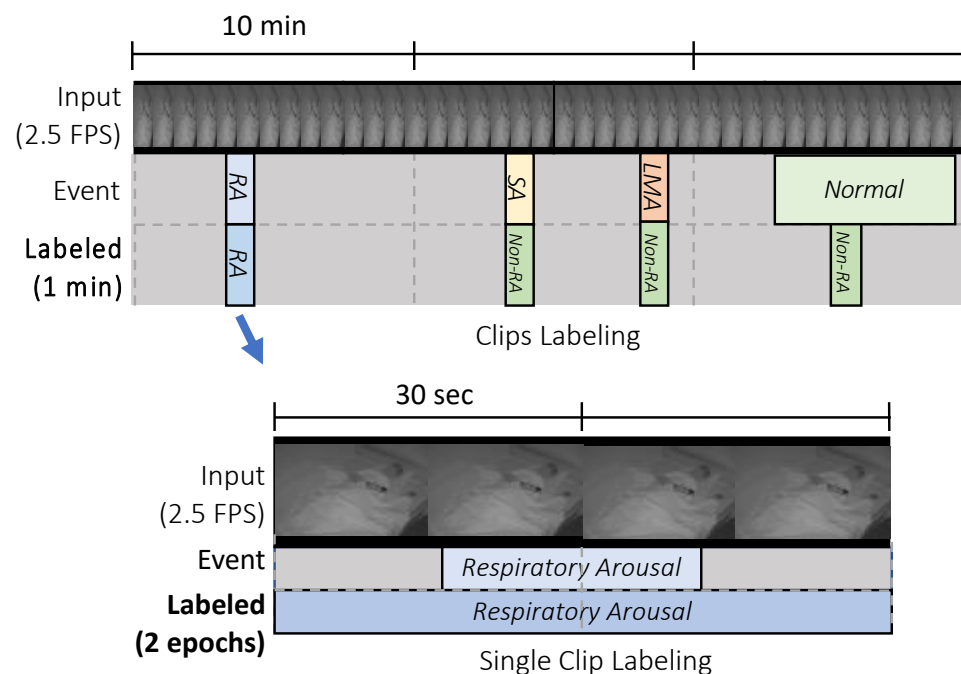 10 min
Input
(2.5 FPS)
Event
RA
SA
LMA
Normal
Labeled
(1 min)
RA
Non-RA
Non-RA
Non-RA
Clips Labeling
30 sec
Input
(2.5 FPS)
Event
Respiratory Arousal
Labeled
(2 epochs)
Respiratory Arousal
Single Clip Labeling